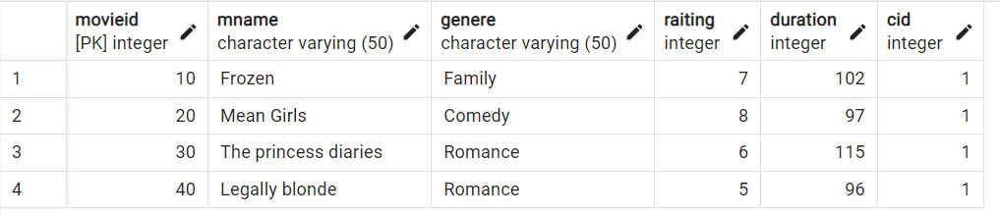 movieid mname genere raiting duration cid
[PK] integer character varying (50) character varying (50) integer integer integer
1 10 Frozen Family 7 102 1
2 20 Mean Girls Comedy 8 97 1
3 30 The princess diaries Romance 6 115 1
4 40 Legally blonde Romance 5 96 1